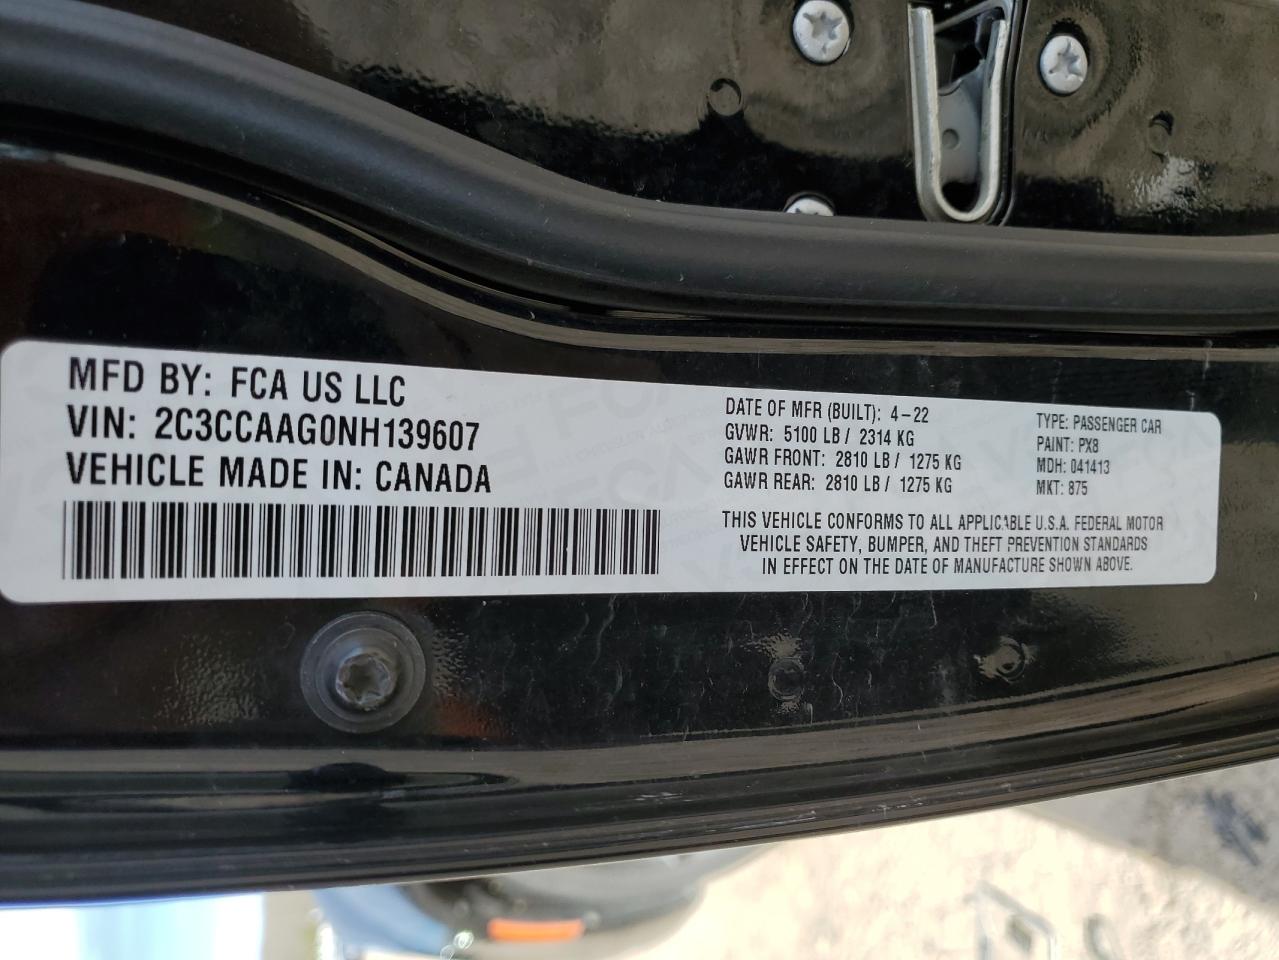 MFD BY: FCA US LLC
VIN: 2C3CCAAG0NH139607
VEHICLE MADE IN: CANADA
DATE OF MFR (BUILT): 4-22
GVWR: 5100 LB / 2314 KG
GAWR FRONT: 2810 LB / 1275 KG
GAWR REAR: 2810 LB / 1275 KG
TYPE: PASSENGER CAR
PAINT: PX8
MDH: 041413
MKT: 875
THIS VEHICLE CONFORMS TO ALL APPLICABLE U.S.A. FEDERAL MOTOR
VEHICLE SAFETY, BUMPER, AND THEFT PREVENTION STANDARDS
IN EFFECT ON THE DATE OF MANUFACTURE SHOWN ABOVE.